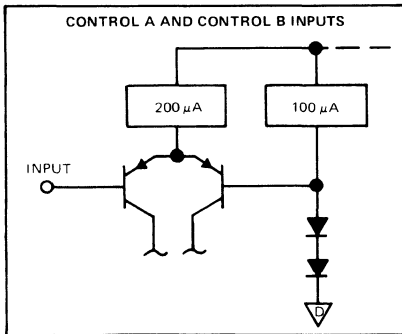 CONTROL A AND CONTROL B INPUTS
200 μA
100 μA
INPUT
D